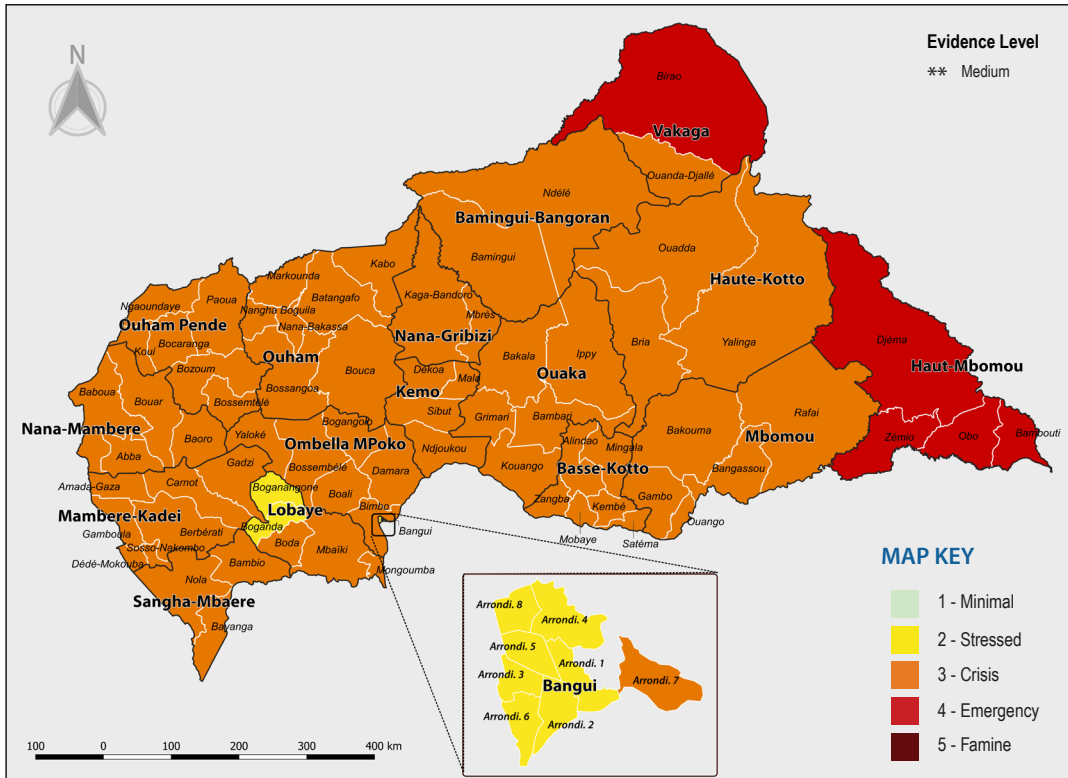 N
Evidence Level
** Medium
Birao
Vakaga
Ouanda-Djallé
Ndélé
Bamingui-Bangoran
Bamingui
Ouadda
Haute-Kotto
Kabo
Markounda
Batangafo
Kaga-Bandoro
Paoua
Ngaoundaye
Nangha Boguila
Mbrès
Ouham Pende
Nana-Bakassa
Nana-Gribizi
Bocaranga
Koui
Ouham
Bria
Yalinga
Djéma
Bakala
Ippy
Bozoum
Bouca
Dékoa
Ouaka
Haut-Mbomou
Mala
Kemo
Baboua
Bouar
Bossemtélé
Bossangoa
Sibut
Grimari
Bambari
Rafai
Bogangolo
Nana-Mambere
Baoro
Yaloké
Ombella MPoko
Ndjoukou
Alindao
Mingala
Bakouma
Mbomou
Zémio
Obo
Bambouti
Abba
Gadzi
Bossembélé
Damara
Kouango
Basse-Kotto
Bangassou
Amada-Gaza
Carnot
Boganangone
Boali
Zangba
Kembé
Gambo
Mambere-Kadei
Lobaye
Bimbo
Ouango
Gamboula
Berbérati
Boganda
Bangui
Mobaye
Satéma
Sosso-Nakombo
Boda
Mbaïki
Dédé-Mokouba
Nola
Bambio
Mongoumba
Sangha-Mbaere
Bayanga
Arrondi. 8
Arrondi. 4
Arrondi. 5
Arrondi. 1
Arrondi. 3
Arrondi. 7
Bangui
Arrondi. 6
Arrondi. 2
MAP KEY
1 - Minimal
2 - Stressed
3 - Crisis
4 - Emergency
5 - Famine
100 0 100 200 300 400 km